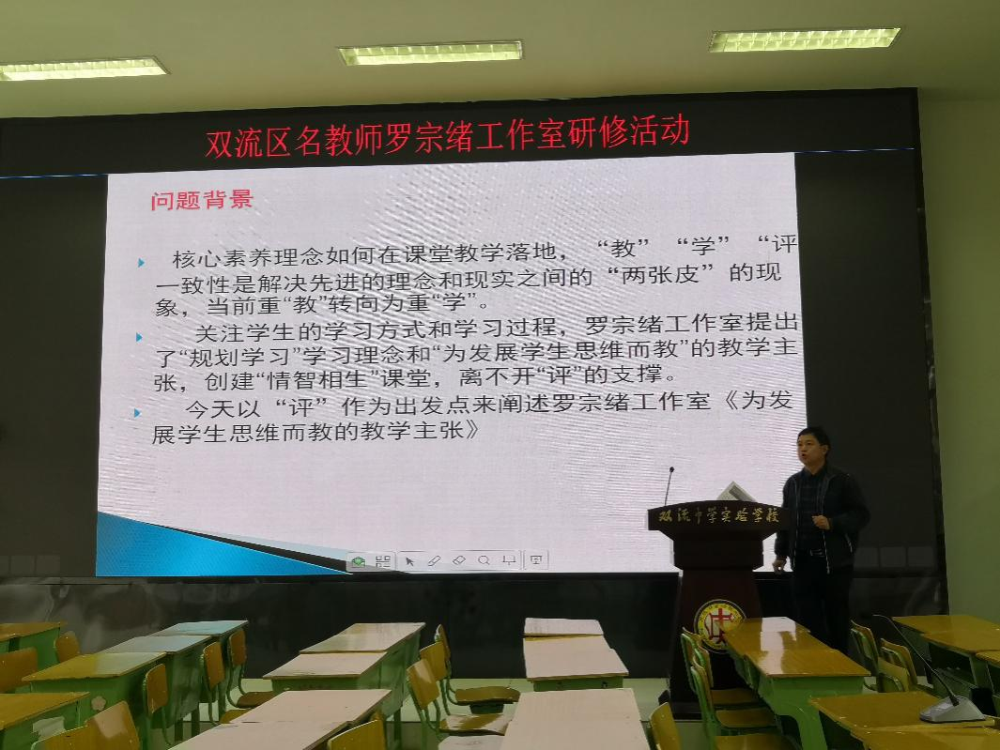 双流区名教师罗宗绪工作室研修活动
问题背景
核心素养理念如何在课堂教学落地，“教”“学”“评
一致性是解决先进的理念和现实之间的“两张皮”的现
象，当前重“教”转向为重“学”。
关注学生的学习方式和学习过程，罗宗绪工作室提出
了“规划学习”学习理念和“为发展学生思维而教”的教学主
张，创建“情智相生”课堂，离不开“评”的支撑。
今天以“评”作为出发点来阐述罗宗绪工作室《为发
展学生思维而教的教学主张》
双流中学实验学校